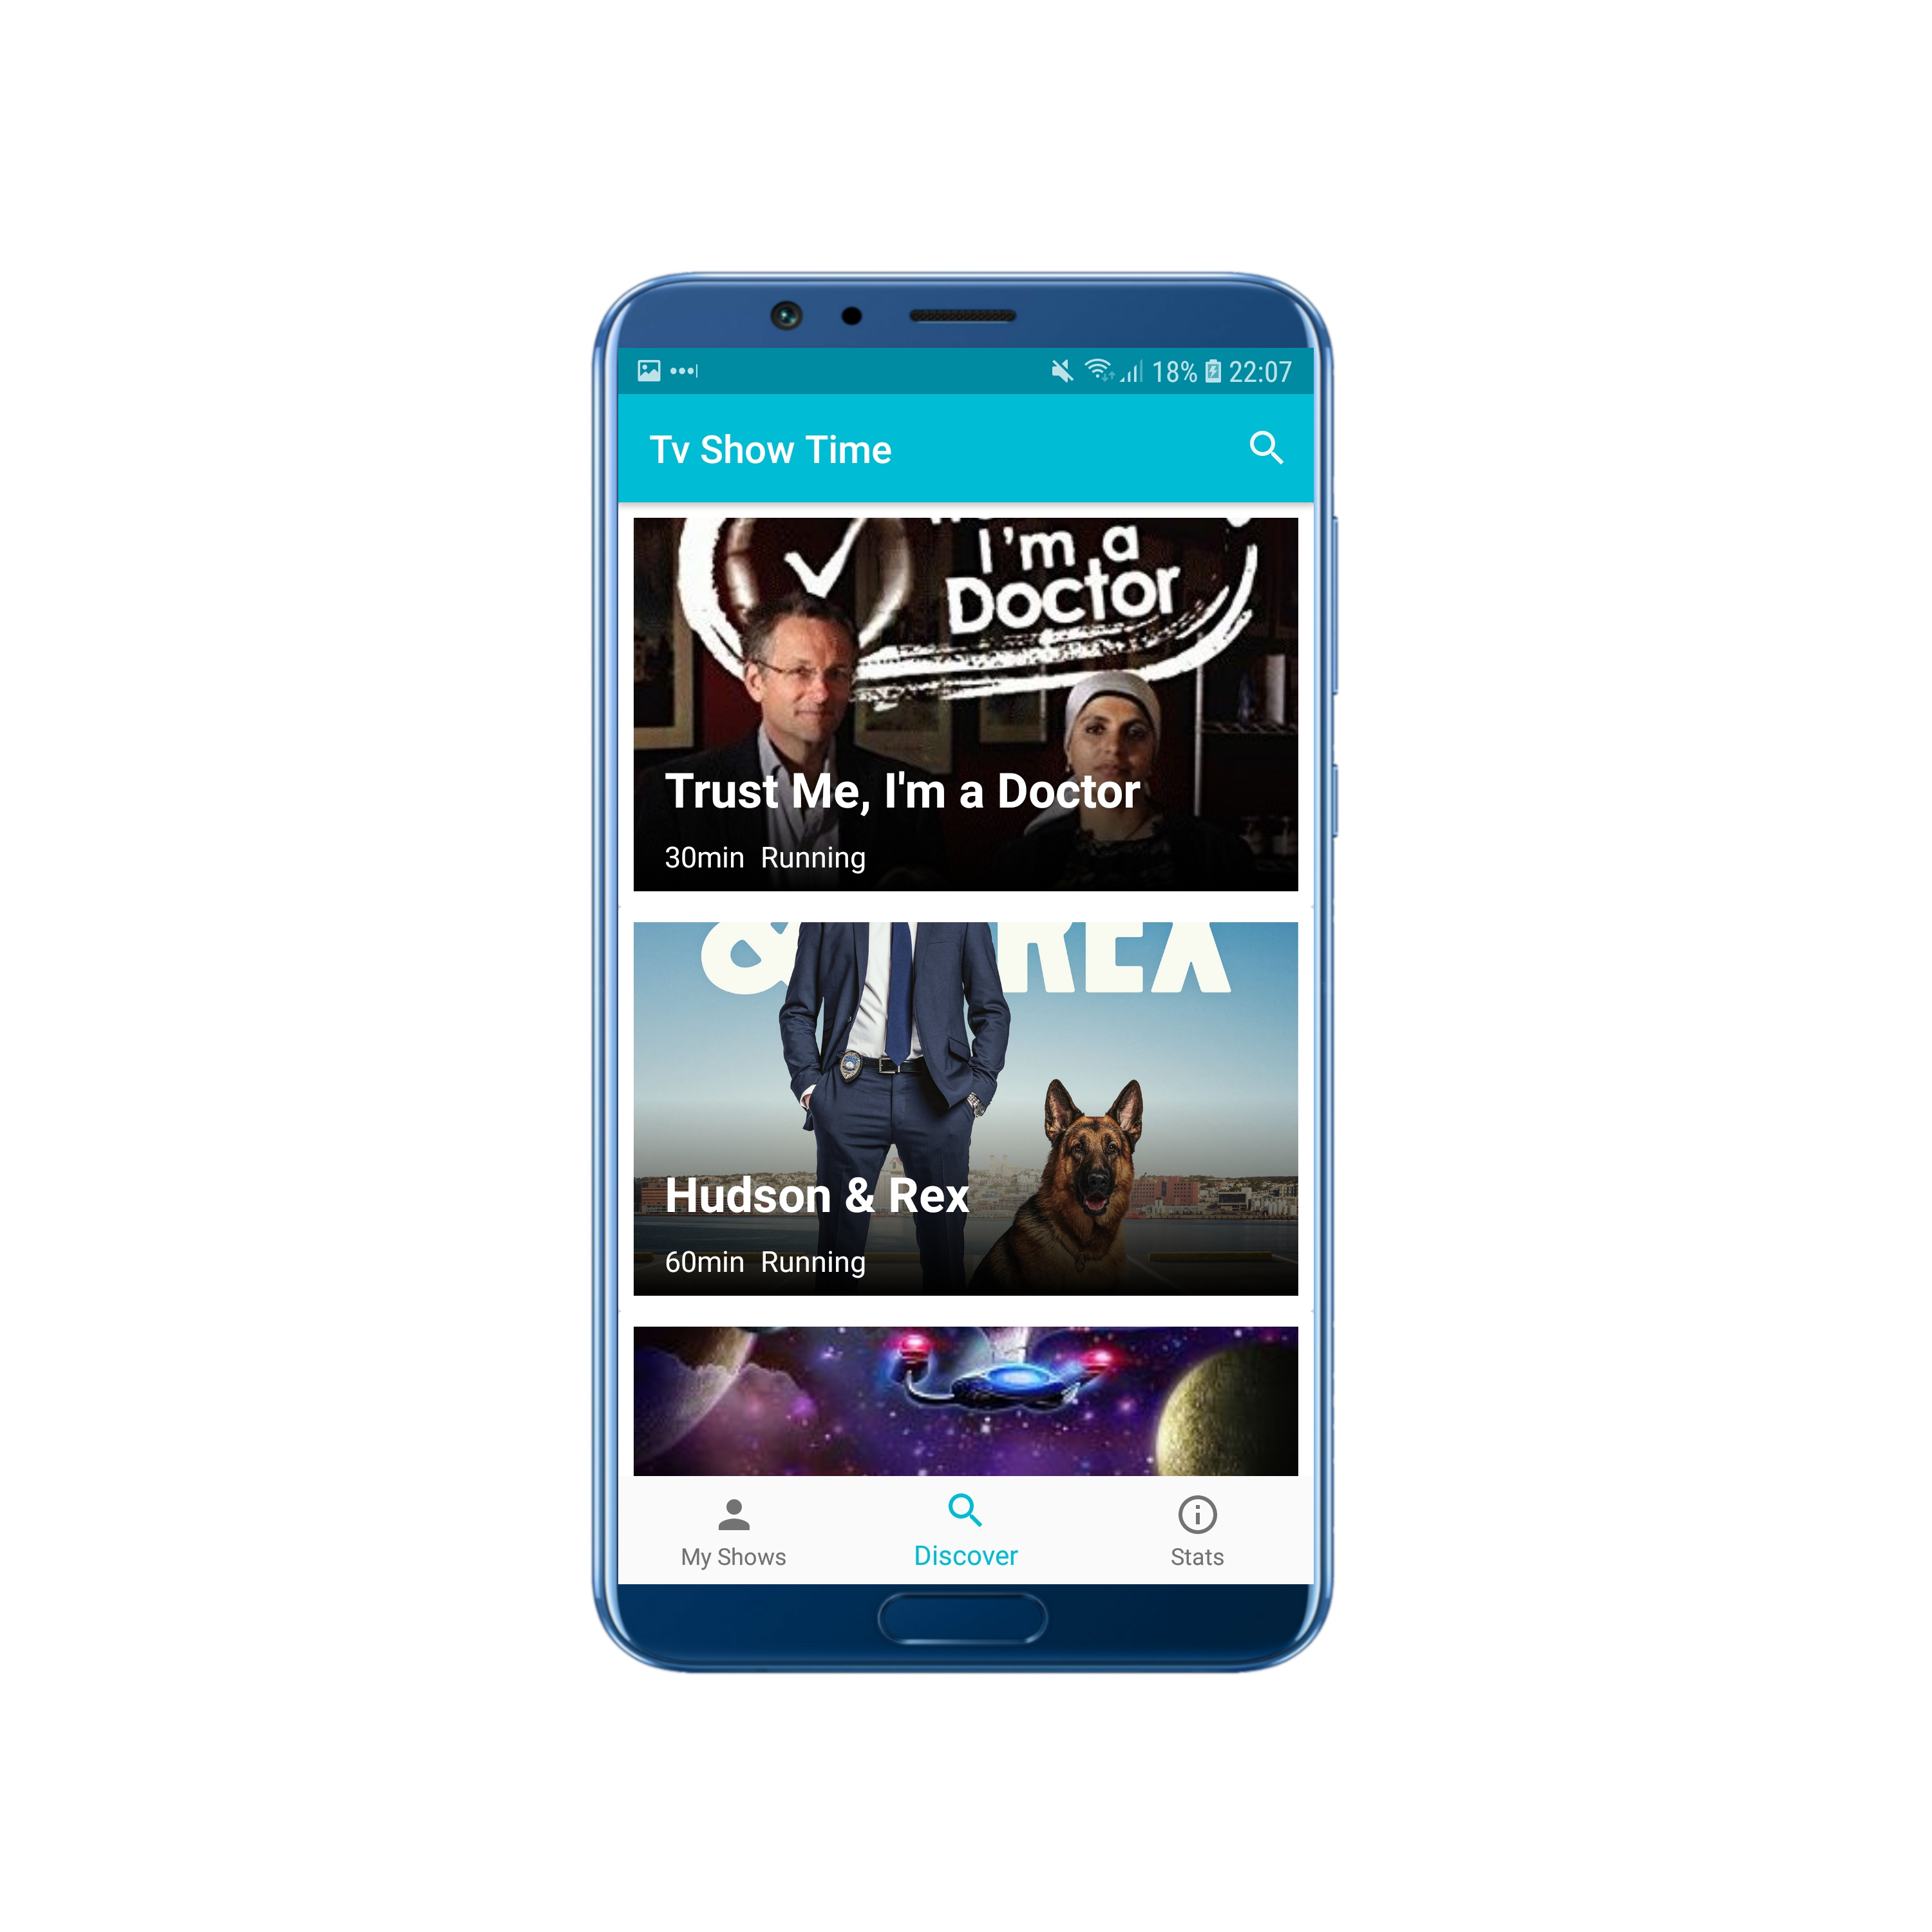 18% 22:07
Tv Show Time
I'm a
Doctor
Trust Me, I'm a Doctor
30min Running
& REX
Hudson & Rex
60min Running
My Shows
Discover
Stats